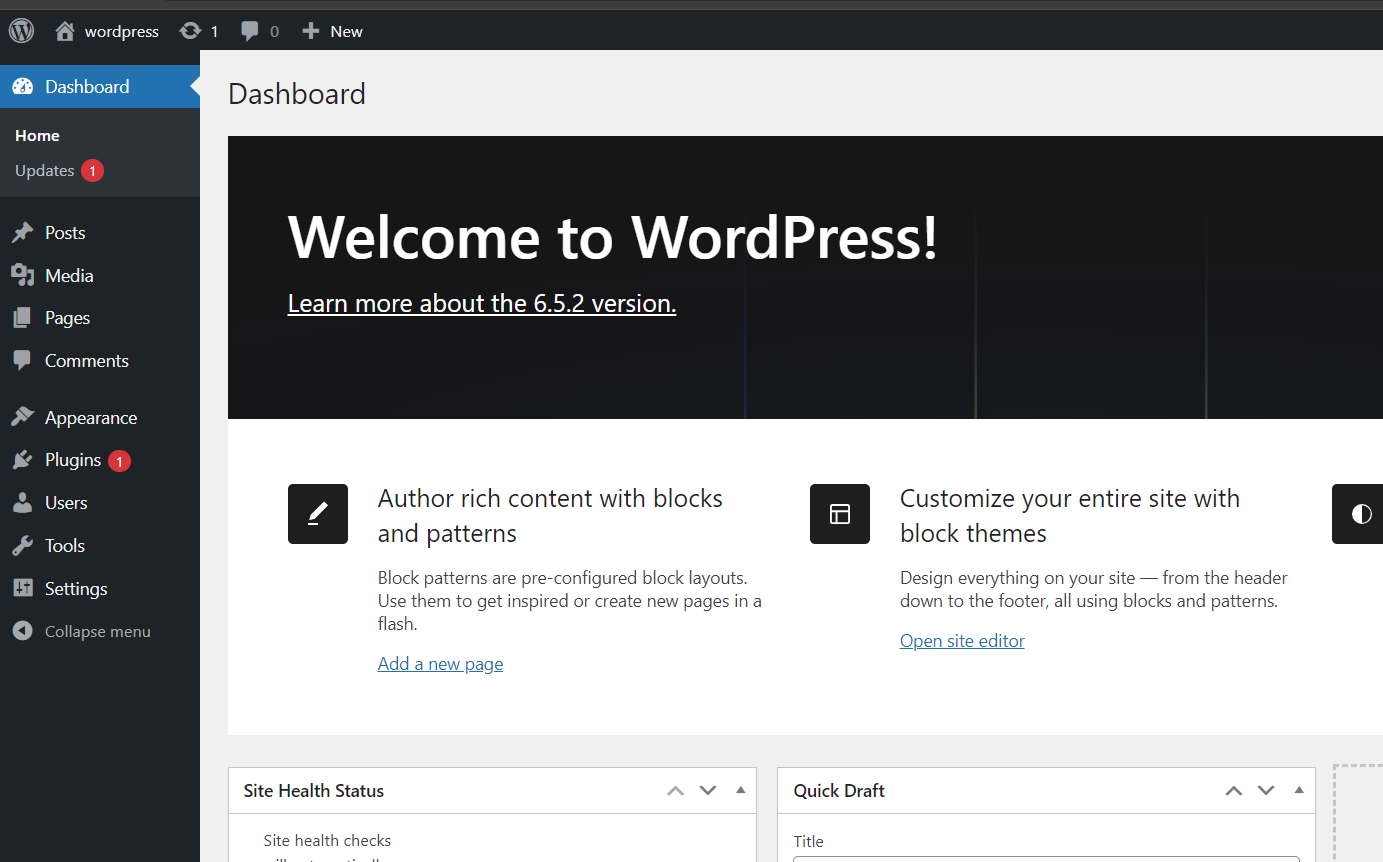 wordpress 1 0 New
Dashboard
Home
Updates 1
Posts
Media
Pages
Comments
Appearance
Plugins 1
Users
Tools
Settings
Collapse menu
Dashboard
Welcome to WordPress!
Learn more about the 6.5.2 version.
Author rich content with blocks
and patterns
Block patterns are pre-configured block layouts.
Use them to get inspired or create new pages in a
flash.
Add a new page
Customize your entire site with
block themes
Design everything on your site — from the header
down to the footer, all using blocks and patterns.
Open site editor
Site Health Status
Site health checks
Quick Draft
Title